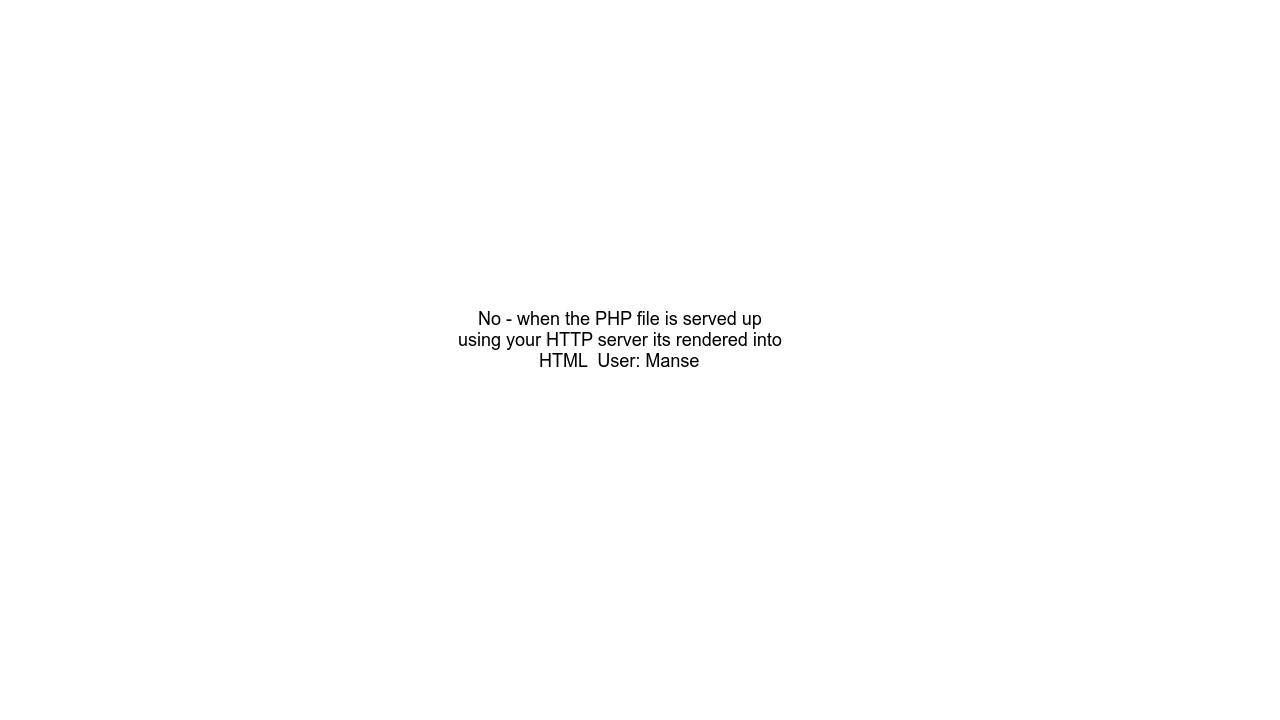 No - when the PHP file is served up
using your HTTP server its rendered into
HTML  User: Manse